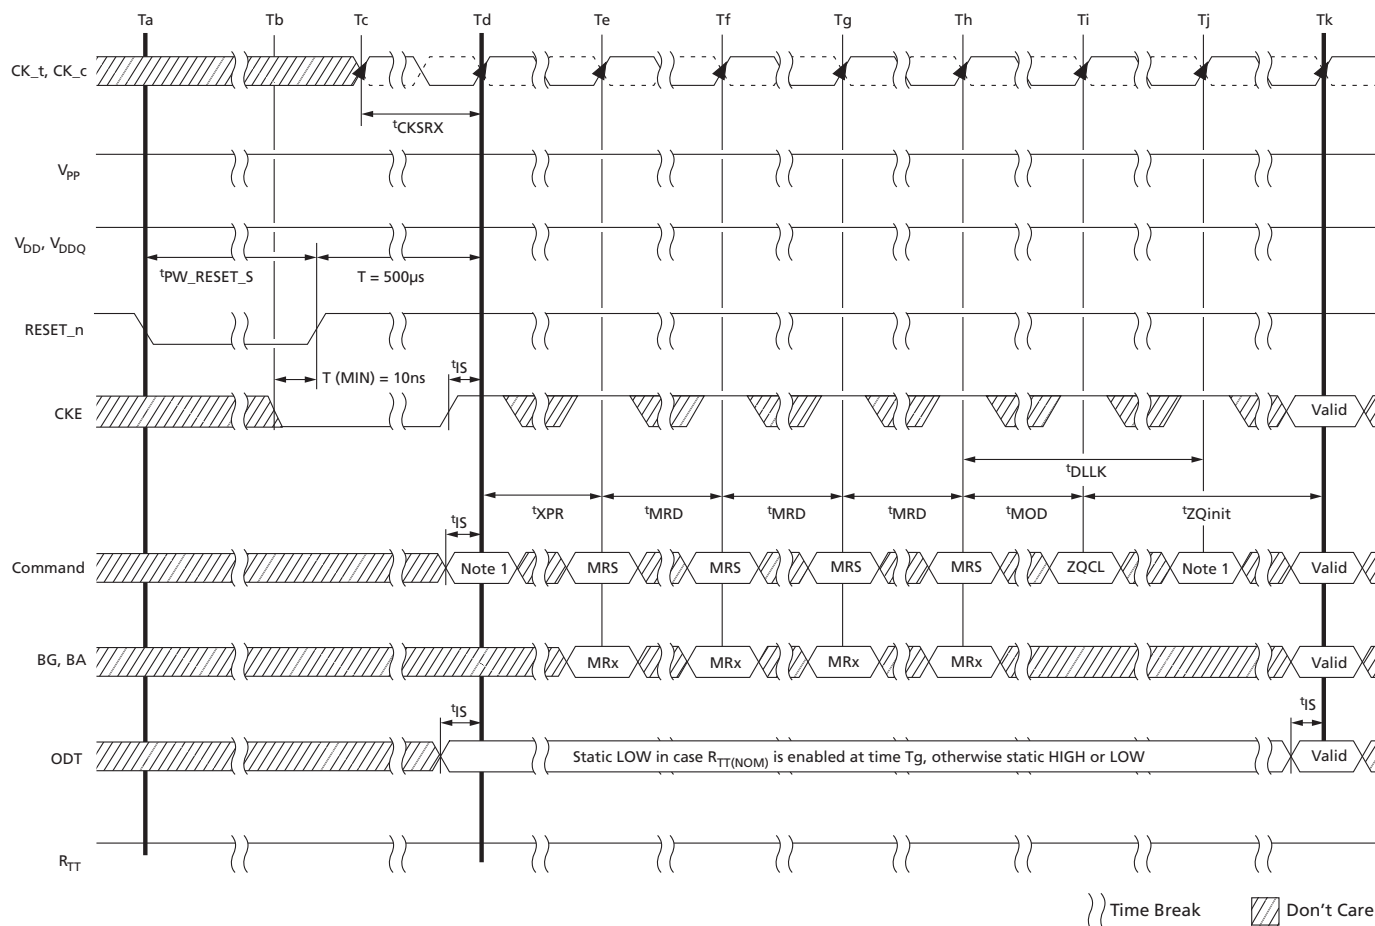 Ta Tb Tc Td Te Tf Tg Th Ti Tj Tk
CK_t, CK_c
tCKSRX
VPP
VDD, VDDQ
tPW_RESET_S T = 500µs
RESET_n
T (MIN) = 10ns tIS
CKE Valid
tDLLK
tXPR tMRD tMRD tMRD tMOD tZQinit
tIS
Command Note 1 MRS MRS MRS MRS ZQCL Note 1 Valid
BG, BA MRx MRx MRx MRx Valid
tIS tIS
ODT Static LOW in case RTT(NOM) is enabled at time Tg, otherwise static HIGH or LOW Valid
RTT
Time Break Don't Care